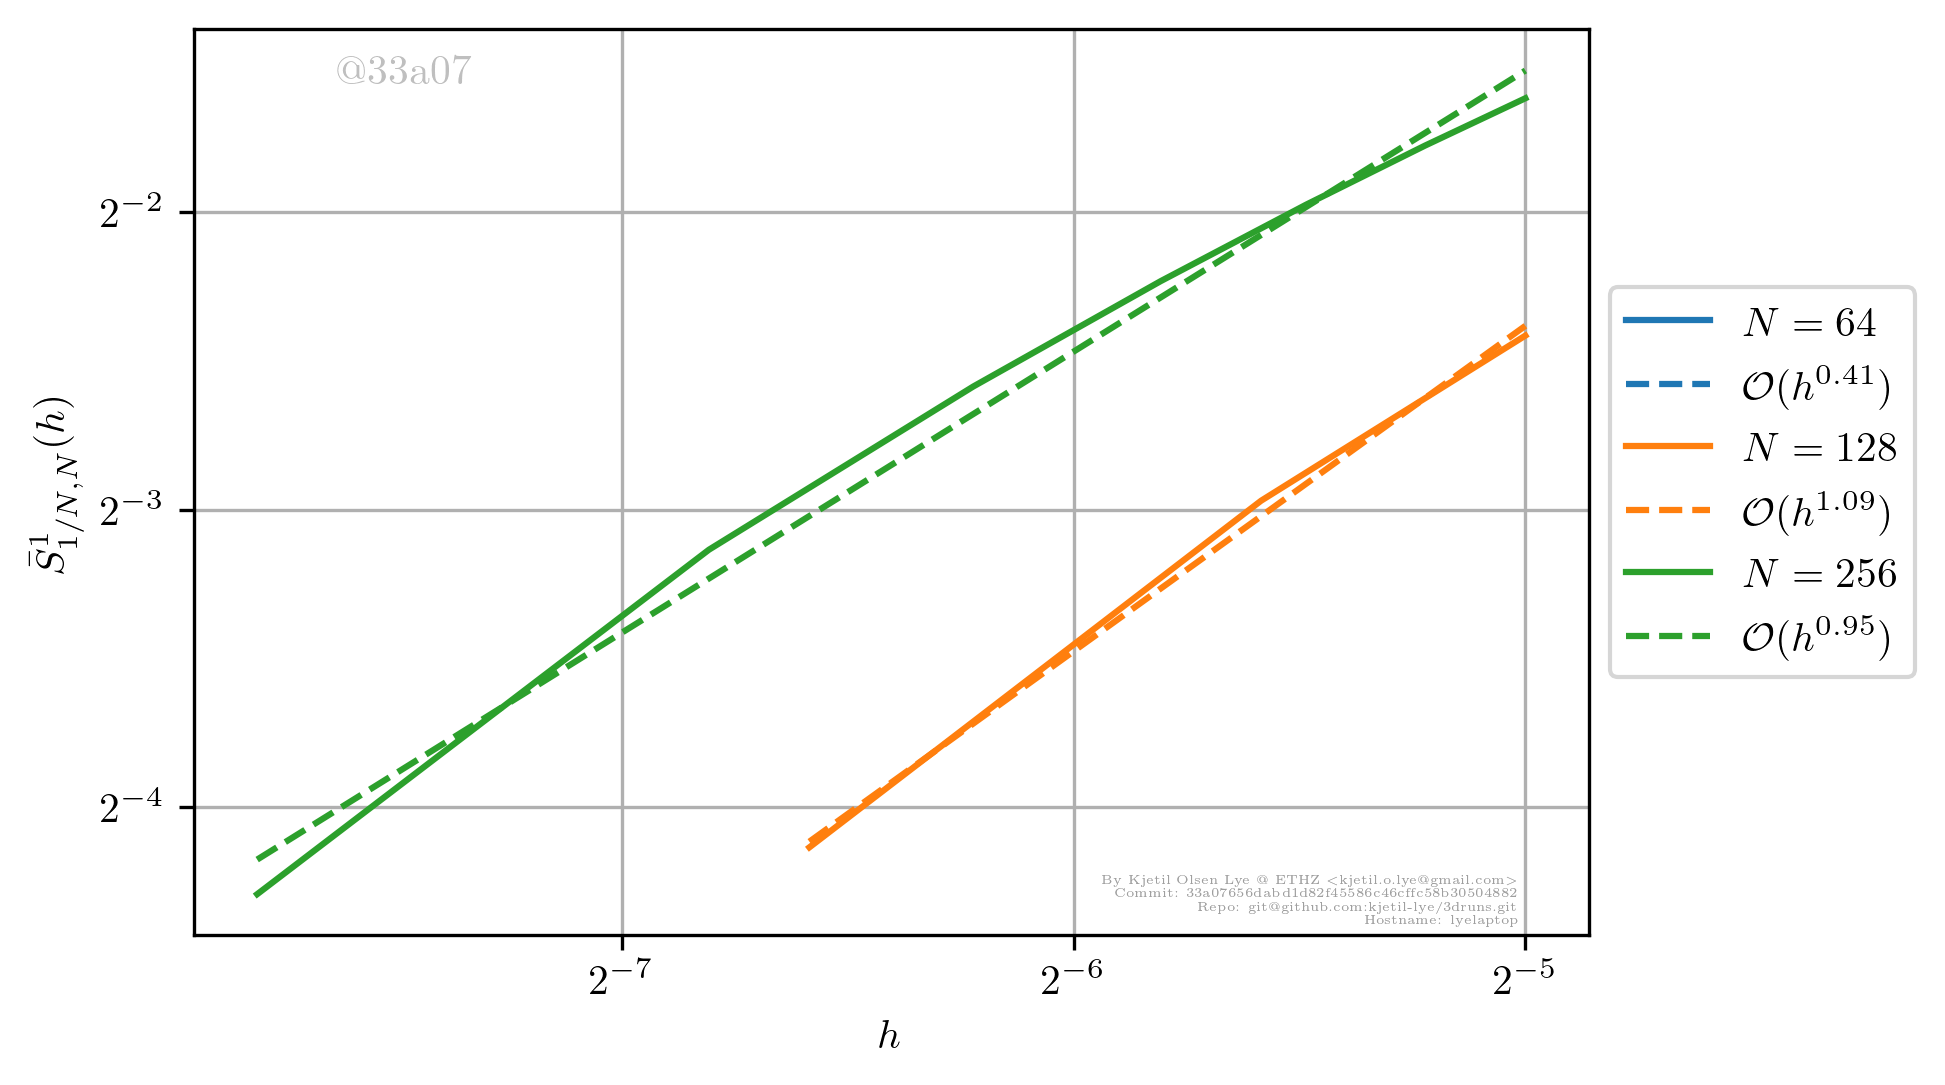 @33a07
2^{-2}
2^{-3}
2^{-4}
\bar{S}^1_{1/N,N}(h)
2^{-7} 2^{-6} 2^{-5}
h
N = 64
\mathcal{O}(h^{0.41})
N = 128
\mathcal{O}(h^{1.09})
N = 256
\mathcal{O}(h^{0.95})
By Kjetil Olsen Lye @ ETHZ <kjetil.o.lye@gmail.com>
Commit: 33a07656dabd1d82f45586c46cffc58b30504882
Repo: git@github.com:kjetil-lye/3druns.git
Hostname: lyelaptop